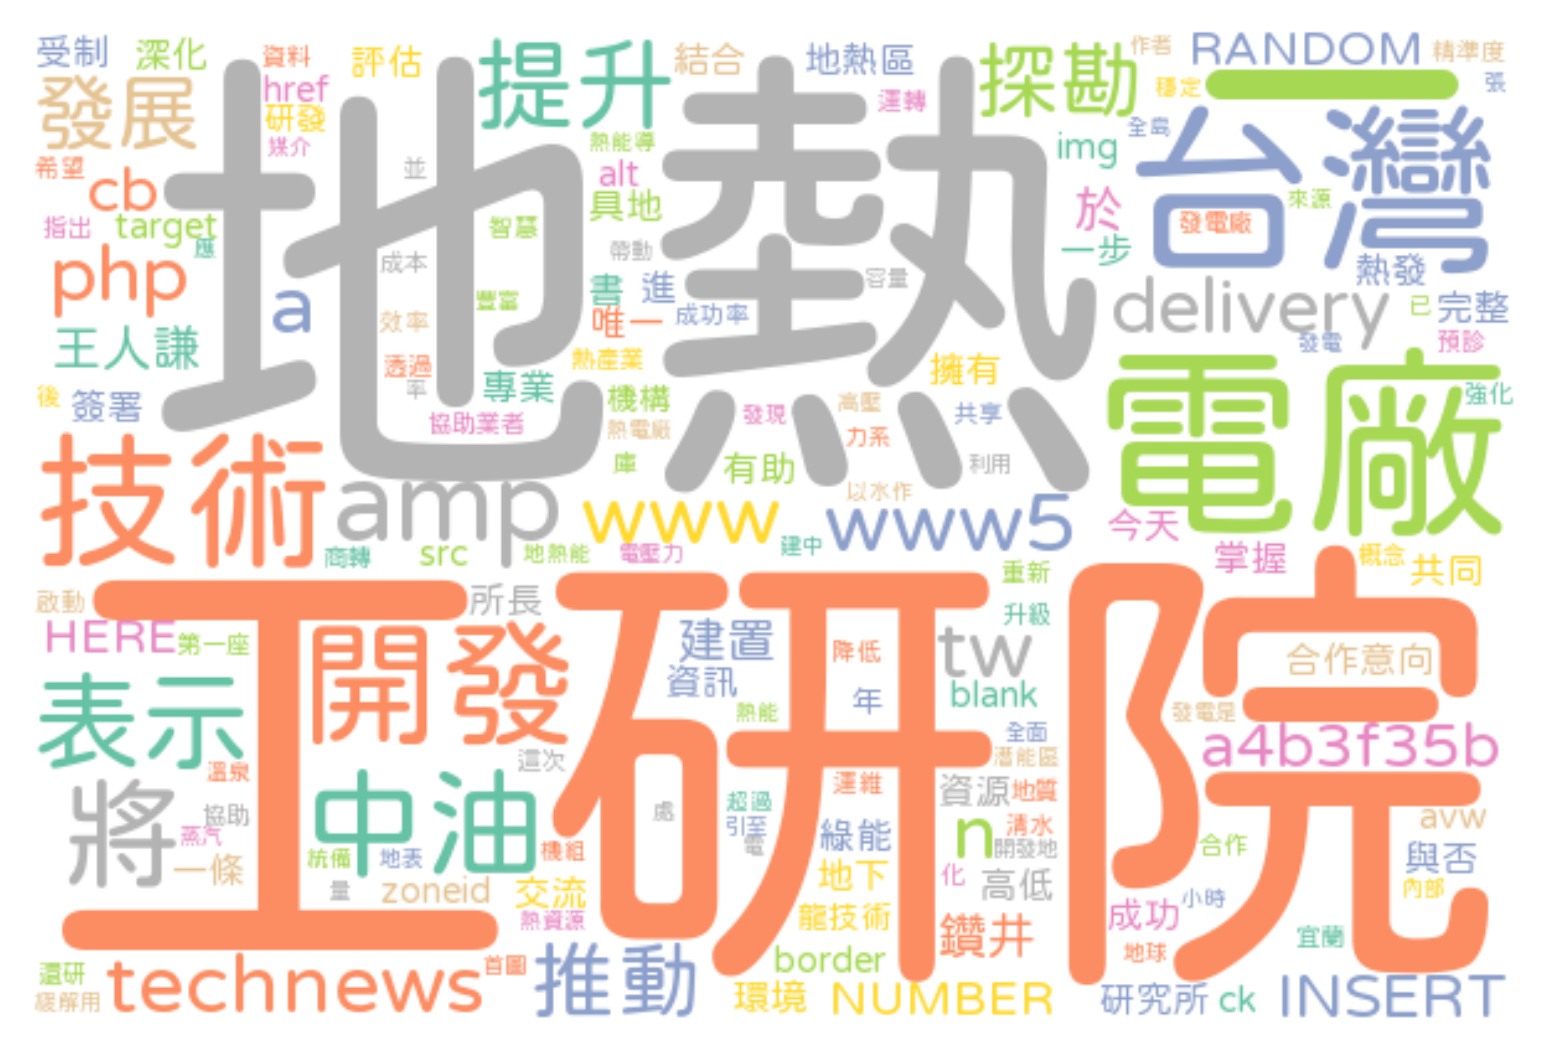 受制
深化
資料
評估
提升
結合
地熱區
探勘
作者
RANDOM
精準度
發展
href
研發
媒介
地熱
運轉
穩定
一
張
希望
cb
並
熱能導
alt
具地
img
全島
台灣
指出
target
應
智慧
帶動
於
一步
來源
發電廠
php
a
成本
豐富
書
進
容量
熱發
王人謙
效率
唯一
成功率
delivery
已
完整
發電
預診
透過
率
專業
熱產業
擁有
電廠
強化
後
簽署
協助業者
機構
熱電廠
發現
高壓
力系
共享
技術
amp
庫
有助
利用
以水作
www
www5
今天
商轉
src
地熱能
電壓力
建中
掌握
概念
共同
重新
啟動
工研院
所長
升級
HERE
第一座
開發
建置
降低
tw
合作意向
資訊
年
blank
表示
熱能
全面
發電是
a4b3f35b
溫泉
這次
潛能區
將
協助
中油
處
超過
運維
資源
地質
avw
蒸汽
引至
電
綠能
n
清水
開發地
合作
與否
一條
統備
地表
機組
量
zoneid
交流
地下
化
高低
內部
熱資源
龍技術
鑽井
成功
小時
宜蘭
還研
technews
首圖
推動
border
地球
緩解用
環境
NUMBER
研究所
ck
INSERT